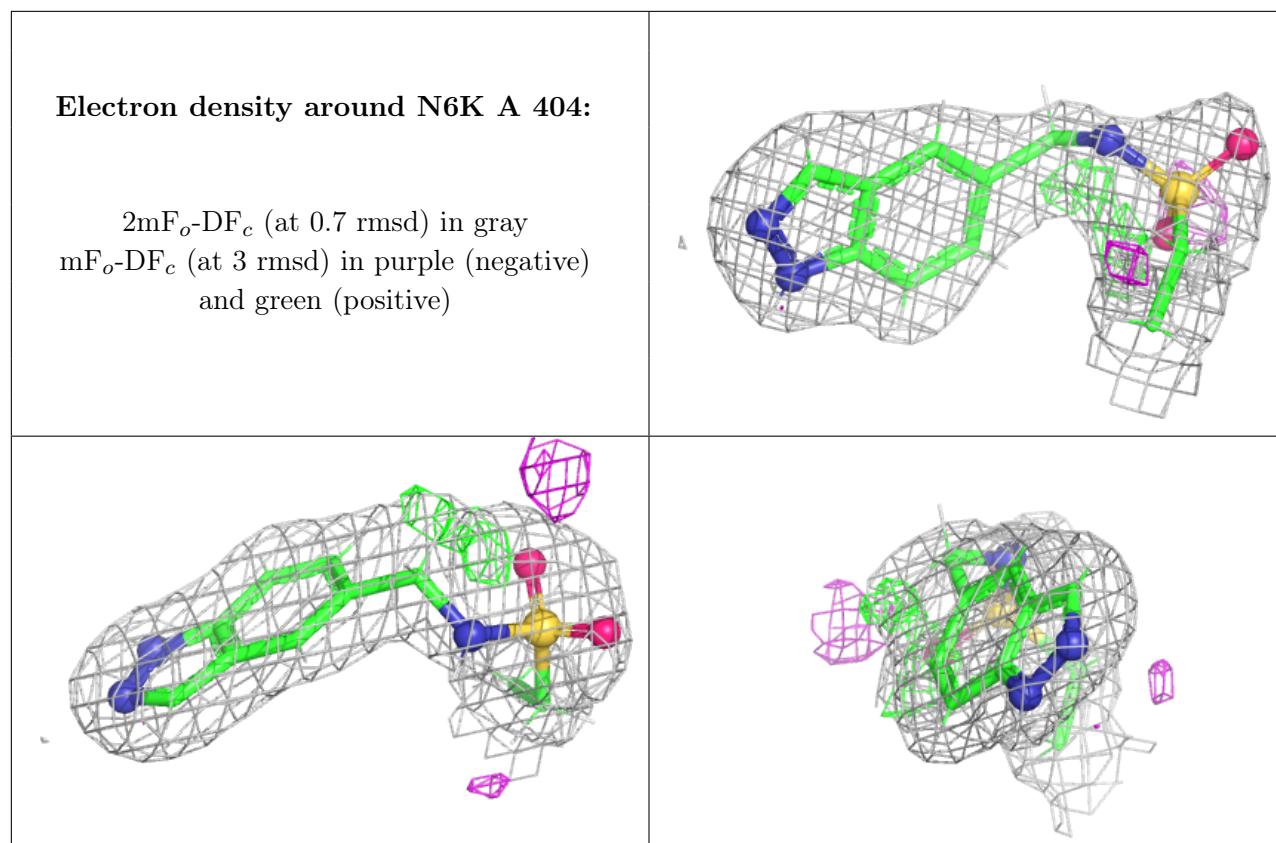 Electron density around N6K A 404:
2mFo-DFc (at 0.7 rmsd) in gray
mFo-DFc (at 3 rmsd) in purple (negative)
and green (positive)